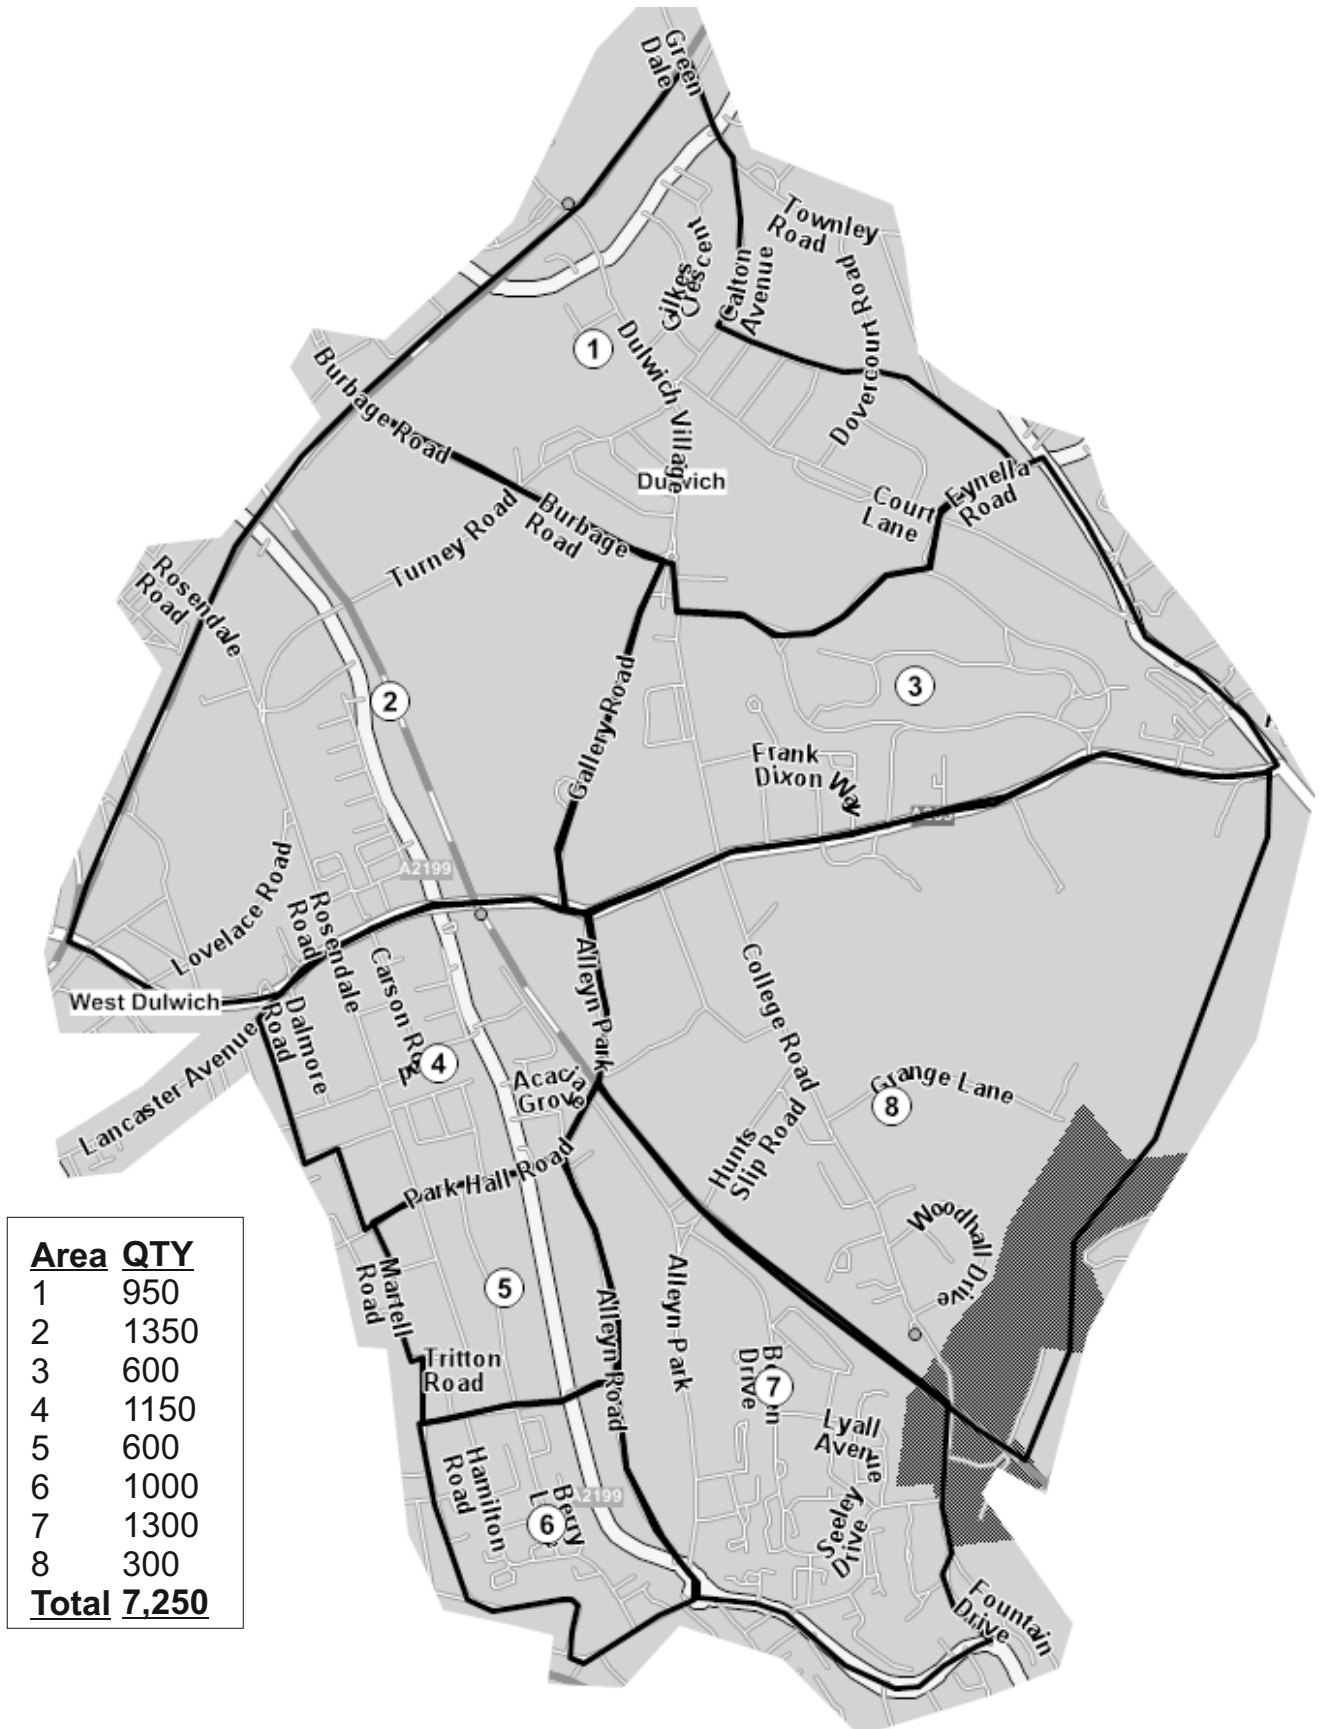 Green
Dale
Townley
Road
Gilkes
Crescent
Calton
Avenue
Dovercourt Road
1
Dulwich Village
Burbage Road
Dulwich
Eynella
Road
Court
Lane
Turney Road
Burbage
Road
Rosendale
Road
2
3
Gallery Road
Frank
Dixon Way
A2199
Lovelace Road
Rosendale
Road
Alleyn Park
Carson Road
College Road
West Dulwich
Dalmore
Road
Lancaster Avenue
4
Acacia
Grove
Grange Lane
8
Hunts
Slip Road
Park Hall Road
Woodhall Drive
Martell
Road
5
Alleyn Road
Alleyn Park
Tritton
Road
Drive
7
Lyall
Avenue
Hamilton
Road
A2199
6
Seeley
Drive
Fountain
Drive
Area QTY
1 950
2 1350
3 600
4 1150
5 600
6 1000
7 1300
8 300
Total 7,250